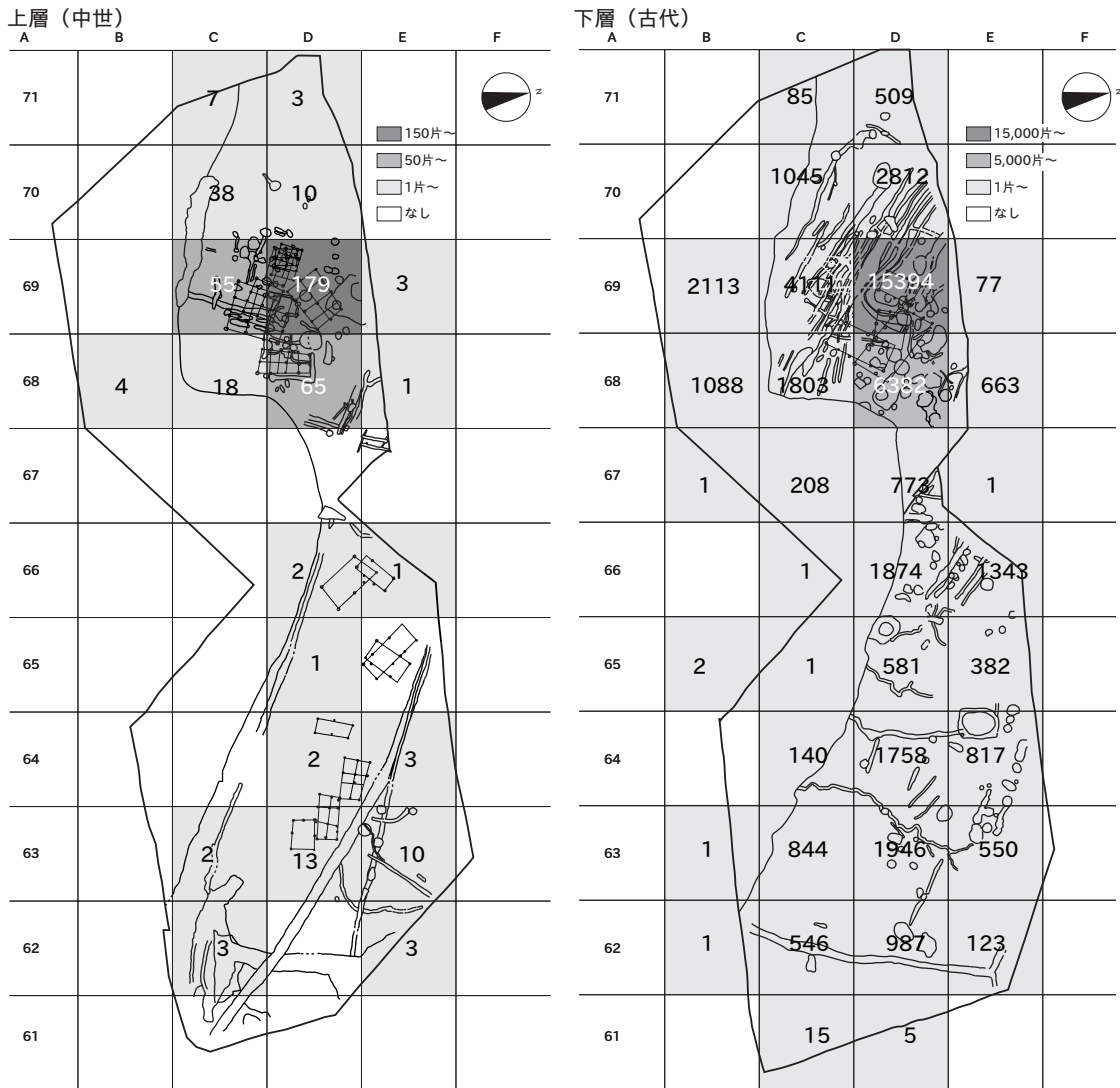 上層（中世）
A B C D E F
71 7 3
N
150片〜
50片〜
1片〜
なし
70 38 10
69 55 179 3
68 4 18 65 1
67
66 2 1
65 1
64 2 3
63 2 13 10
62 3 3
61
下層（古代）
A B C D E F
71 85 509
N
15,000片〜
5,000片〜
1片〜
なし
70 1045 2812
69 2113 4111 15394 77
68 1088 1803 6382 663
67 1 208 773 1
66 1 1874 1343
65 2 1 581 382
64 140 1758 817
63 1 844 1946 550
62 1 546 987 123
61 15 5